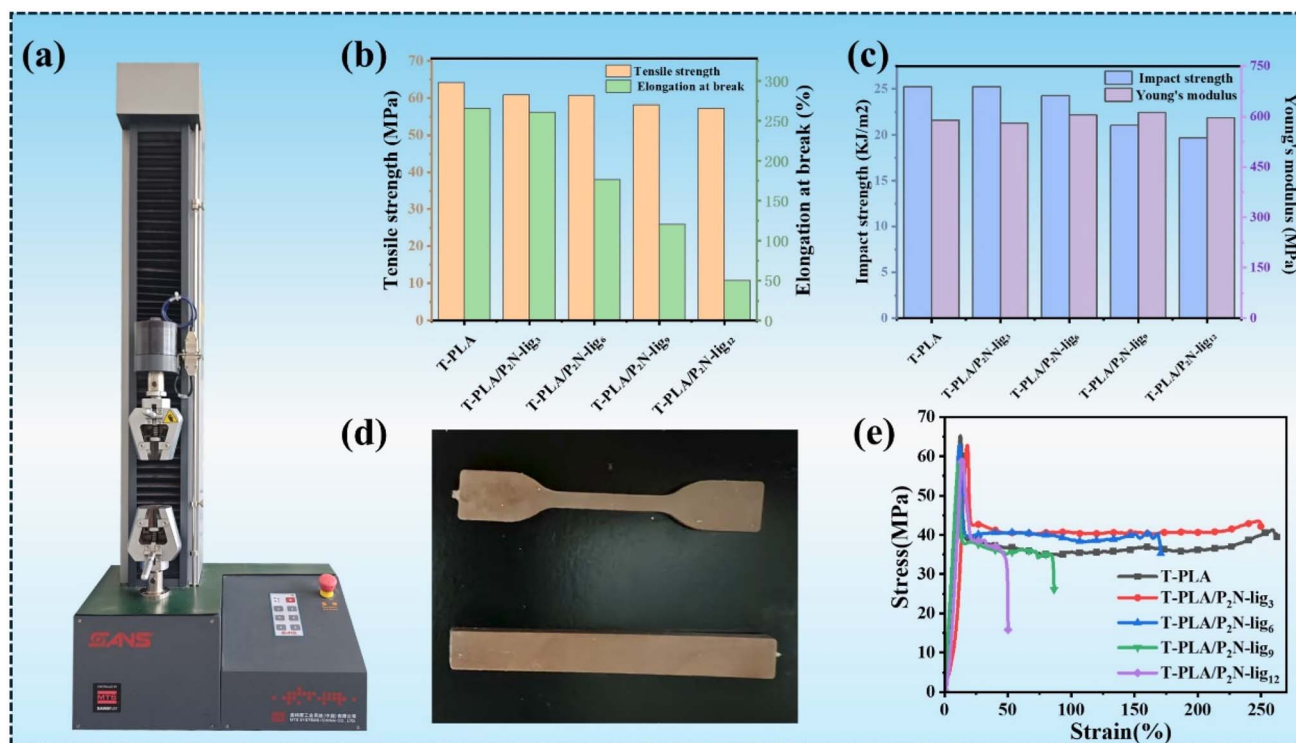 (a)
SANS
MTS
(b)
Tensile strength
Elongation at break
70
60
50
40
30
20
10
0
Tensile strength (MPa)
300
250
200
150
100
50
0
Elongation at break (%)
T-PLA
T-PLA/P₂N-lig₃
T-PLA/P₂N-lig₆
T-PLA/P₂N-lig₉
T-PLA/P₂N-lig₁₂
(c)
Impact strength
Young's modulus
25
20
15
10
5
0
Impact strength (KJ/m2)
750
600
450
300
150
0
Young's modulus (MPa)
T-PLA
T-PLA/P₂N-lig₃
T-PLA/P₂N-lig₆
T-PLA/P₂N-lig₉
T-PLA/P₂N-lig₁₂
(d)
(e)
70
60
50
40
30
20
10
0
Stress(MPa)
T-PLA
T-PLA/P₂N-lig₃
T-PLA/P₂N-lig₆
T-PLA/P₂N-lig₉
T-PLA/P₂N-lig₁₂
0 50 100 150 200 250
Strain(%)